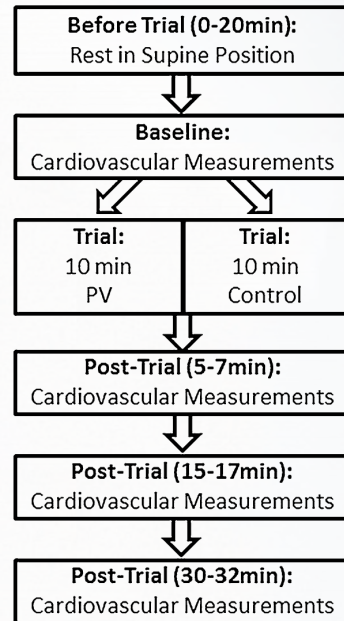 Before Trial (0-20min):
Rest in Supine Position
Baseline:
Cardiovascular Measurements
Trial:
10 min
PV
Trial:
10 min
Control
Post-Trial (5-7min):
Cardiovascular Measurements
Post-Trial (15-17min):
Cardiovascular Measurements
Post-Trial (30-32min):
Cardiovascular Measurements